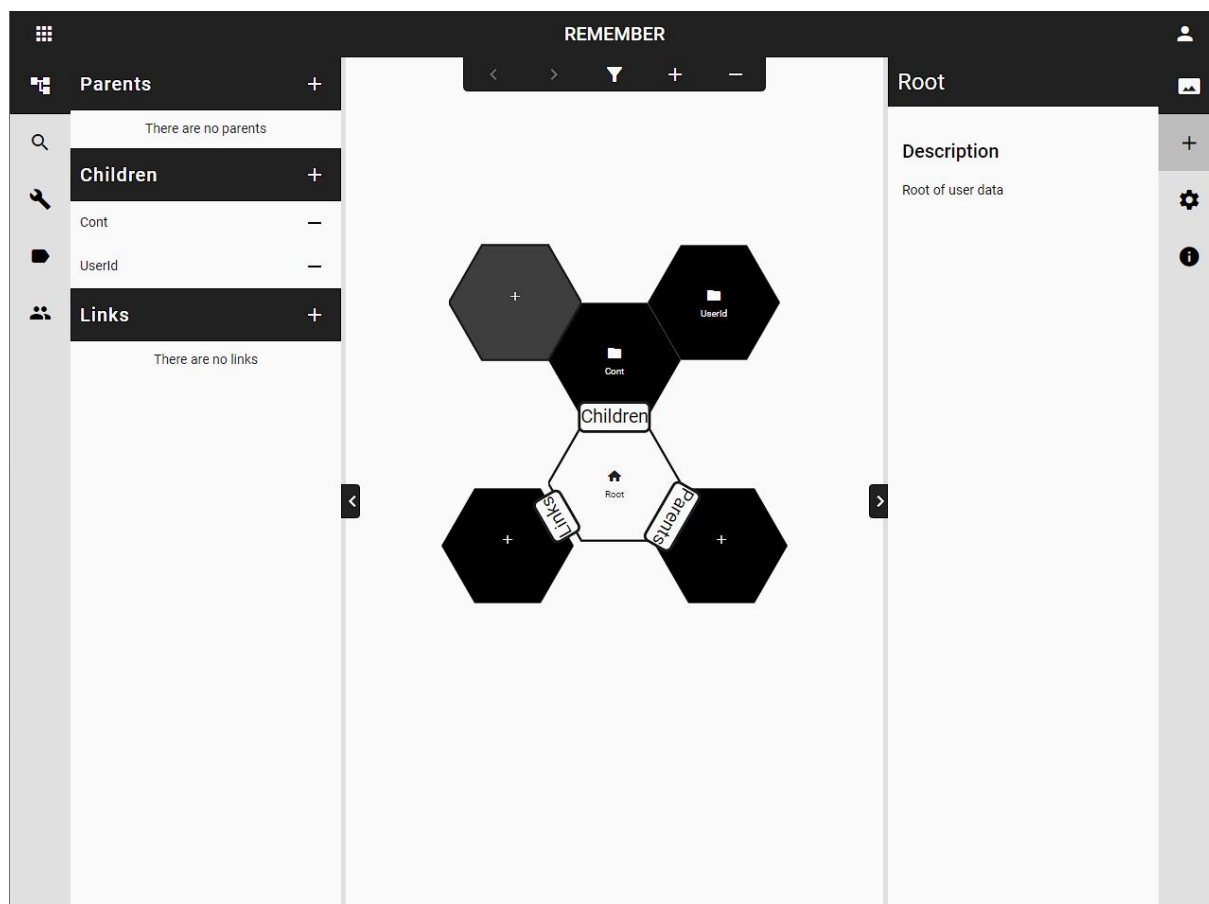 REMEMBER
Parents
There are no parents
Children
Cont
UserId
Links
There are no links
UserId
Cont
Children
Root
Links
Parents
Root
Description
Root of user data